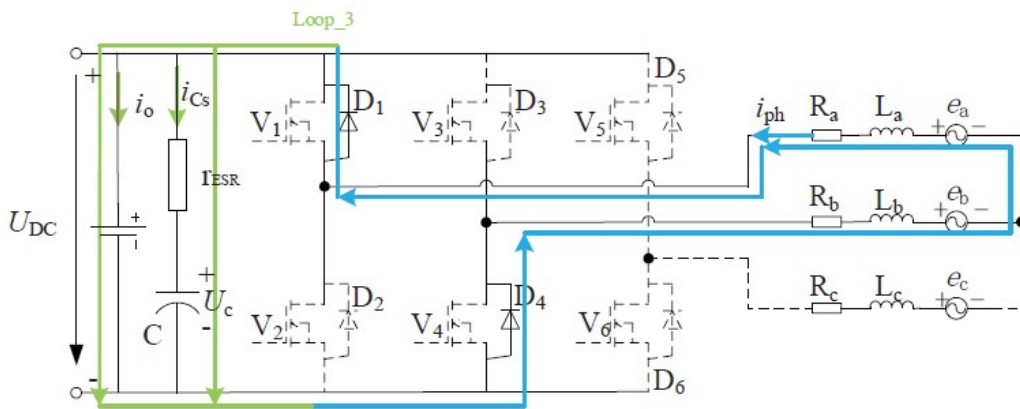 Loop_3
+
i_o
i_Cs
r_ESR
U_DC
+
U_c
-
C
-
V_1
D_1
V_3
D_3
V_5
D_5
V_2
D_2
V_4
D_4
V_6
D_6
i_ph
R_a
L_a
e_a
+
−
R_b
L_b
e_b
+
−
R_c
L_c
e_c
+
−